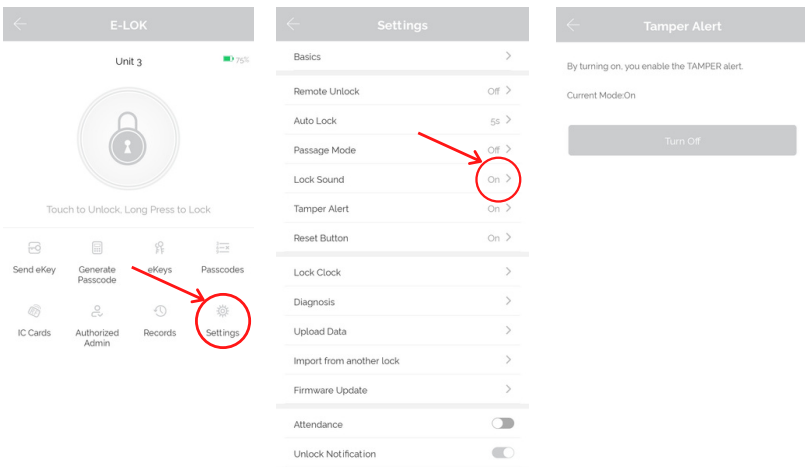 E-LOK
Unit 3
75%
Touch to Unlock, Long Press to Lock
Send eKey
Generate
Passcode
eKeys
Passcodes
IC Cards
Authorized
Admin
Records
Settings
Settings
Basics
Remote Unlock Off
Auto Lock 5s
Passage Mode Off
Lock Sound On
Tamper Alert On
Reset Button On
Lock Clock
Diagnosis
Upload Data
Import from another lock
Firmware Update
Attendance
Unlock Notification
Tamper Alert
By turning on, you enable the TAMPER alert.
Current Mode:On
Turn Off